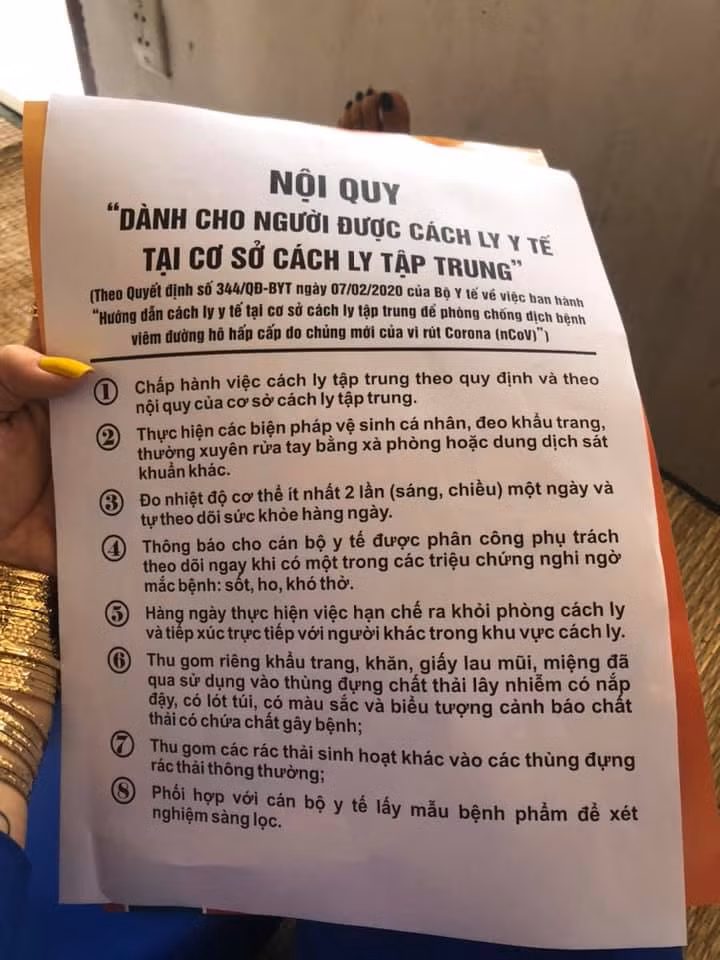 NỘI QUY
“DÀNH CHO NGƯỜI ĐƯỢC CÁCH LY Y TẾ
TẠI CƠ SỞ CÁCH LY TẬP TRUNG”
(Theo Quyết định số 344/QĐ-BYT ngày 07/02/2020 của Bộ Y tế về việc ban hành
“Hướng dẫn cách ly y tế tại cơ sở cách ly tập trung để phòng chống dịch bệnh
viêm đường hô hấp cấp do chủng mới của vi rút Corona (nCoV)”)
1 Chấp hành việc cách ly tập trung theo quy định và theo
nội quy của cơ sở cách ly tập trung.
2 Thực hiện các biện pháp vệ sinh cá nhân, đeo khẩu trang,
thường xuyên rửa tay bằng xà phòng hoặc dung dịch sát
khuẩn khác.
3 Đo nhiệt độ cơ thể ít nhất 2 lần (sáng, chiều) một ngày và
tự theo dõi sức khỏe hàng ngày.
4 Thông báo cho cán bộ y tế được phân công phụ trách
theo dõi ngay khi có một trong các triệu chứng nghi ngờ
mắc bệnh: sốt, ho, khó thở.
5 Hàng ngày thực hiện việc hạn chế ra khỏi phòng cách ly
và tiếp xúc trực tiếp với người khác trong khu vực cách ly.
6 Thu gom riêng khẩu trang, khăn, giấy lau mũi, miệng đã
qua sử dụng vào thùng đựng chất thải lây nhiễm có nắp
đậy, có lót túi, có màu sắc và biểu tượng cảnh báo chất
thải có chứa chất gây bệnh;
7 Thu gom các rác thải sinh hoạt khác vào các thùng đựng
rác thải thông thường;
8 Phối hợp với cán bộ y tế lấy mẫu bệnh phẩm để xét
nghiệm sàng lọc.